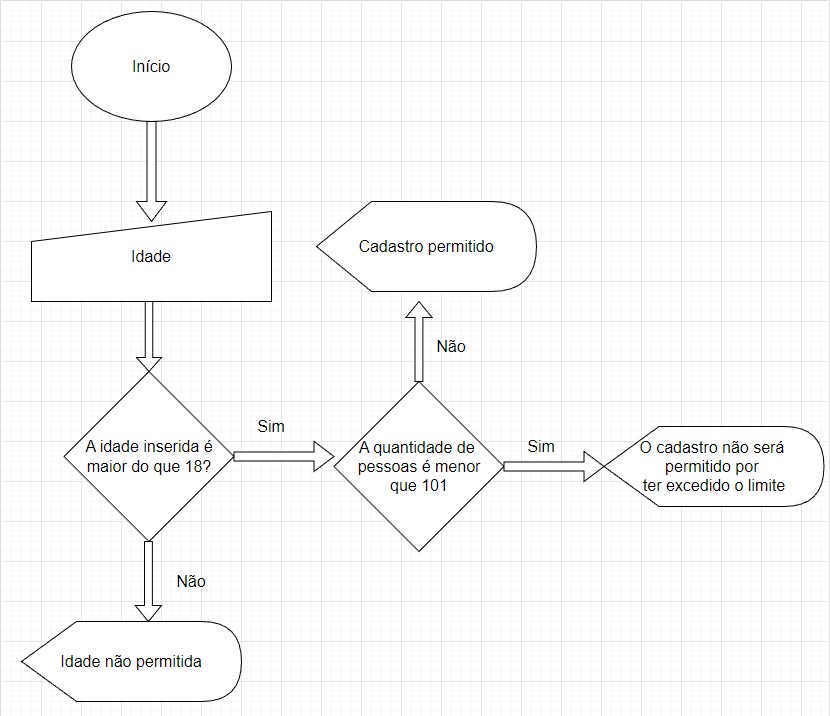 Início
Idade
Cadastro permitido
Não
Sim
A idade inserida é
maior do que 18?
A quantidade de
pessoas é menor
que 101
Sim
O cadastro não será
permitido por
ter excedido o limite
Não
Idade não permitida